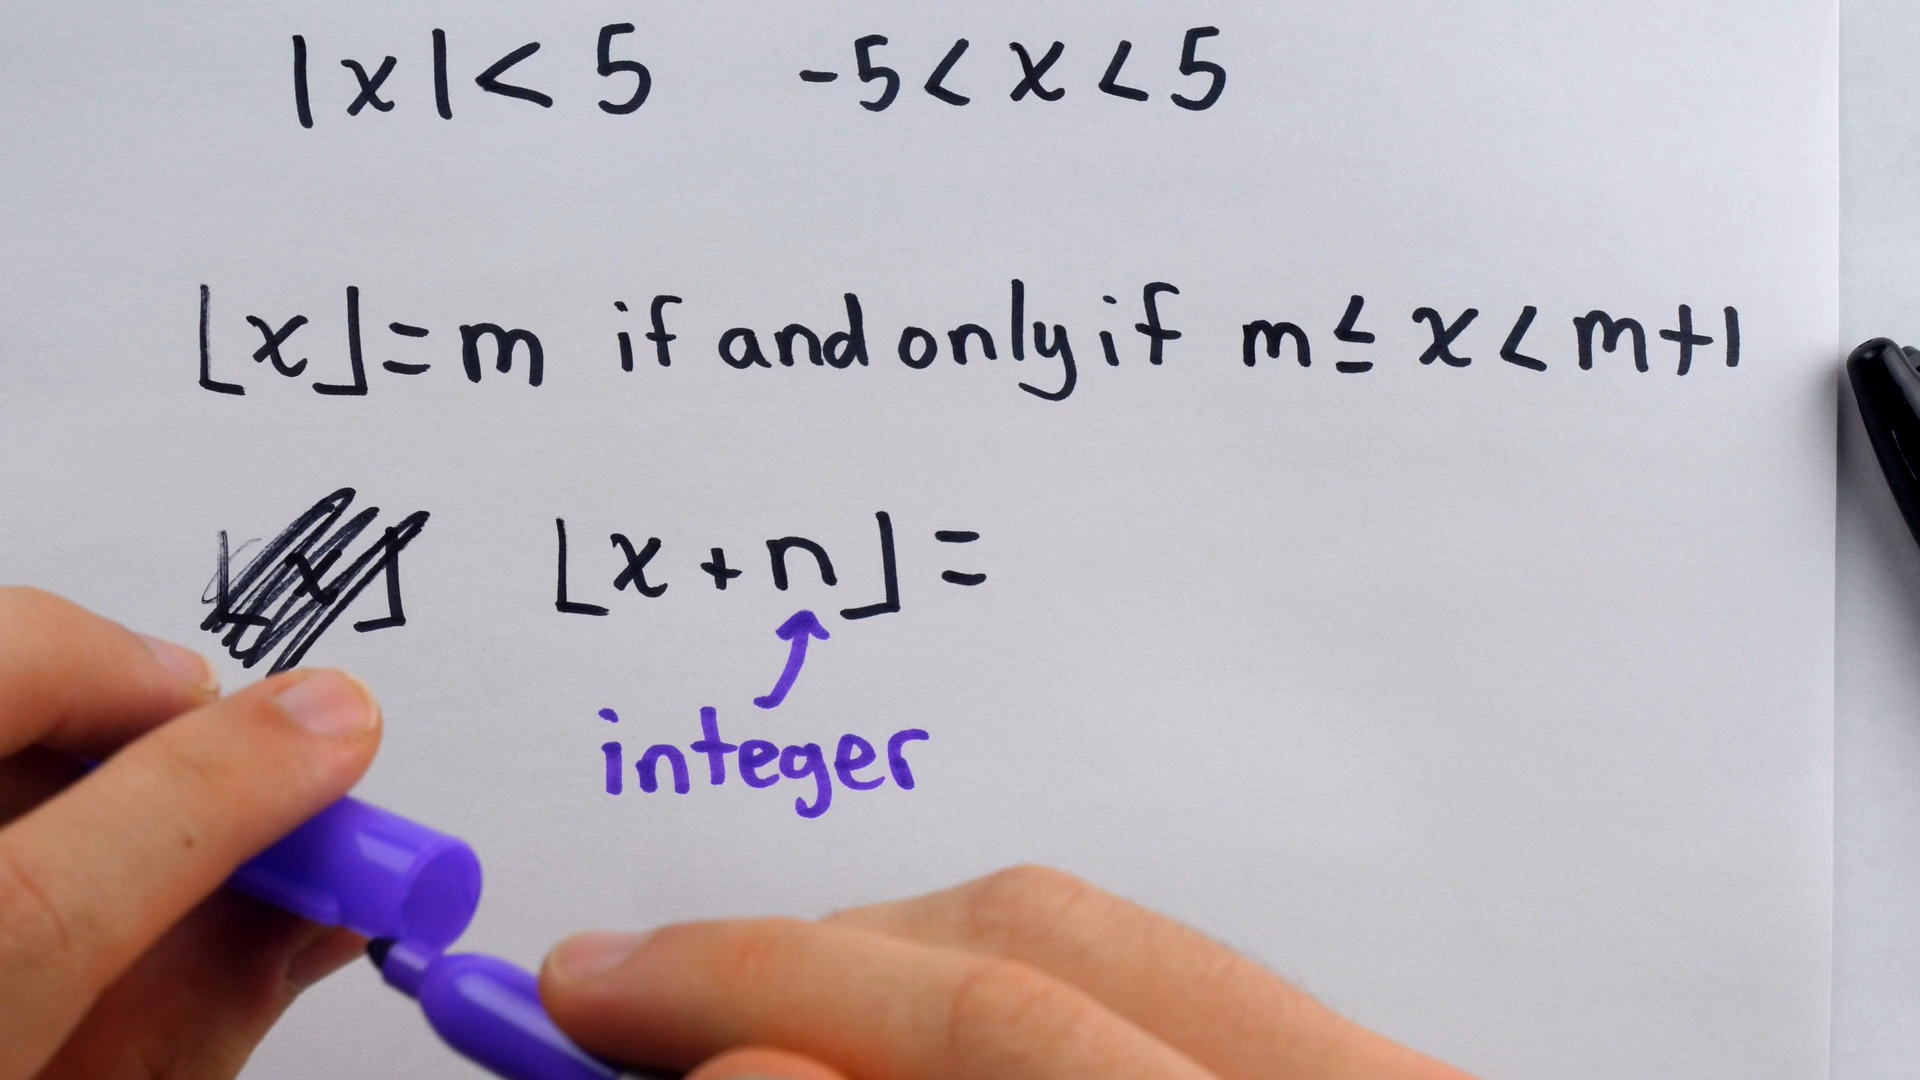 |x| < 5 -5 < x < 5
⌊x⌋ = m if and only if m ≤ x < m+1
⌊x + n⌋ =
integer